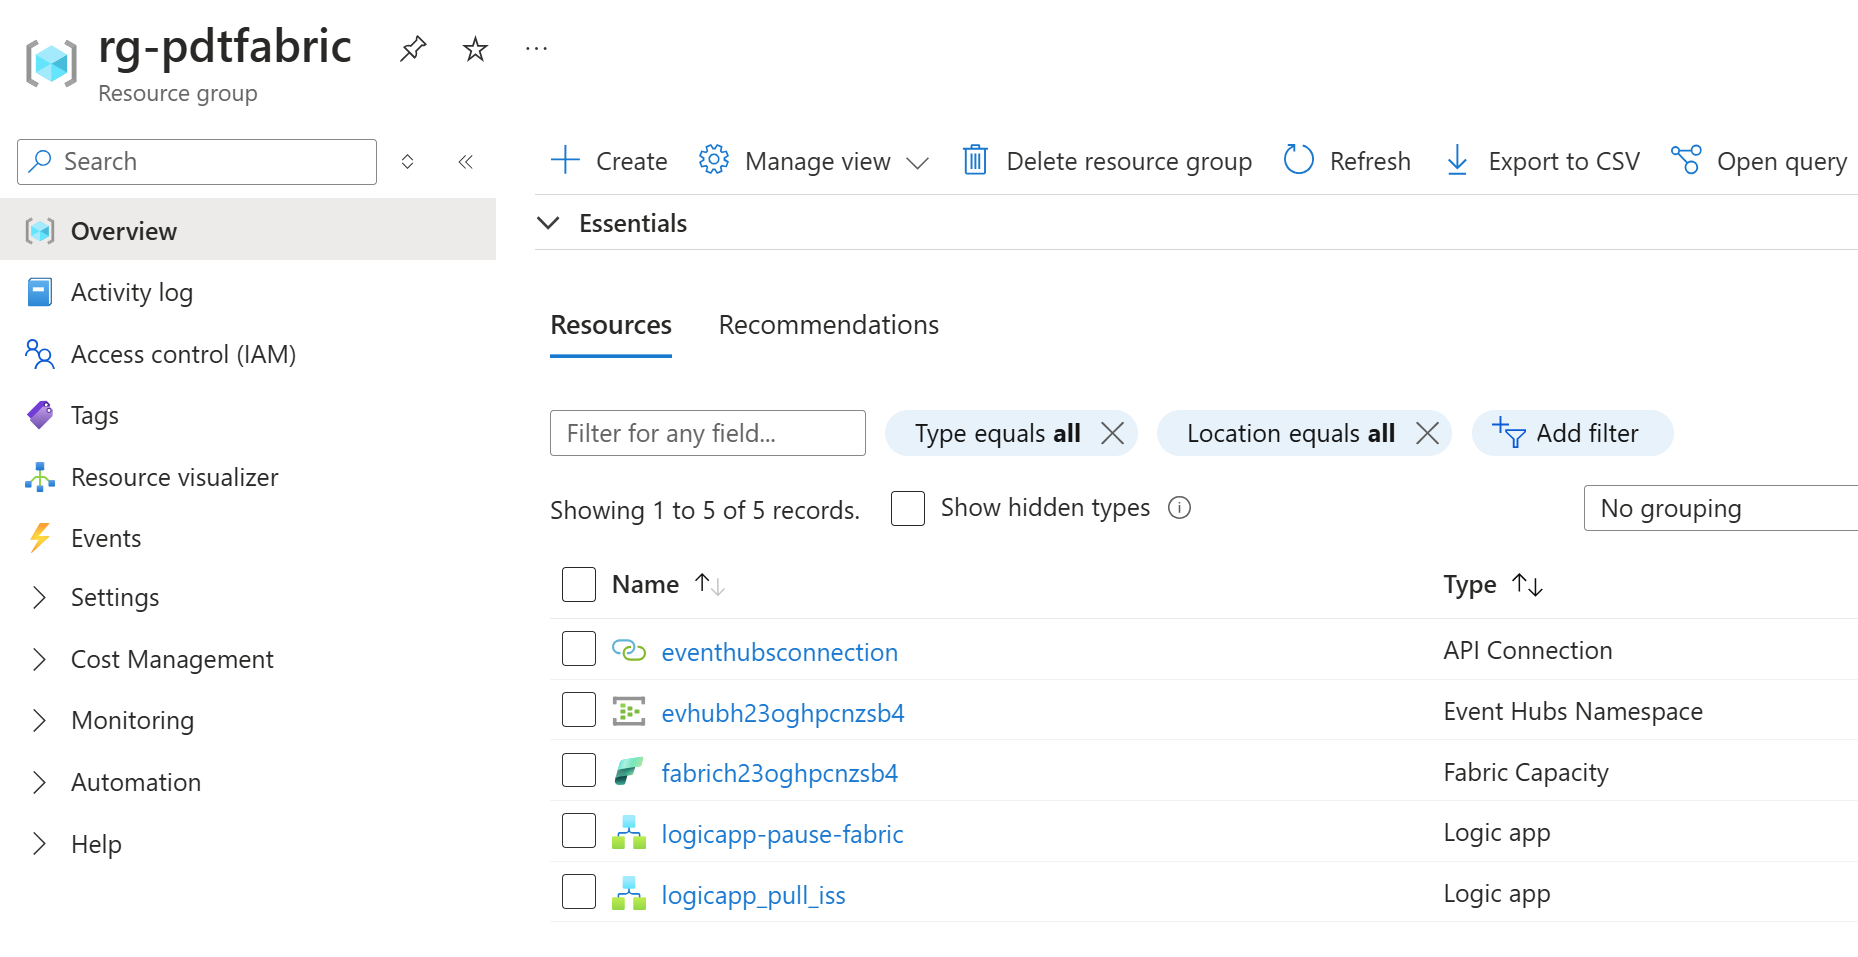 rg-pdtfabric
Resource group
Search
Overview
Activity log
Access control (IAM)
Tags
Resource visualizer
Events
Settings
Cost Management
Monitoring
Automation
Help
Create
Manage view
Delete resource group
Refresh
Export to CSV
Open query
Essentials
Resources
Recommendations
Filter for any field...
Type equals all
Location equals all
Add filter
Showing 1 to 5 of 5 records.
Show hidden types
No grouping
Name
Type
eventhubsconnection
API Connection
evhubh23oghpcnzsb4
Event Hubs Namespace
fabrich23oghpcnzsb4
Fabric Capacity
logicapp-pause-fabric
Logic app
logicapp_pull_iss
Logic app